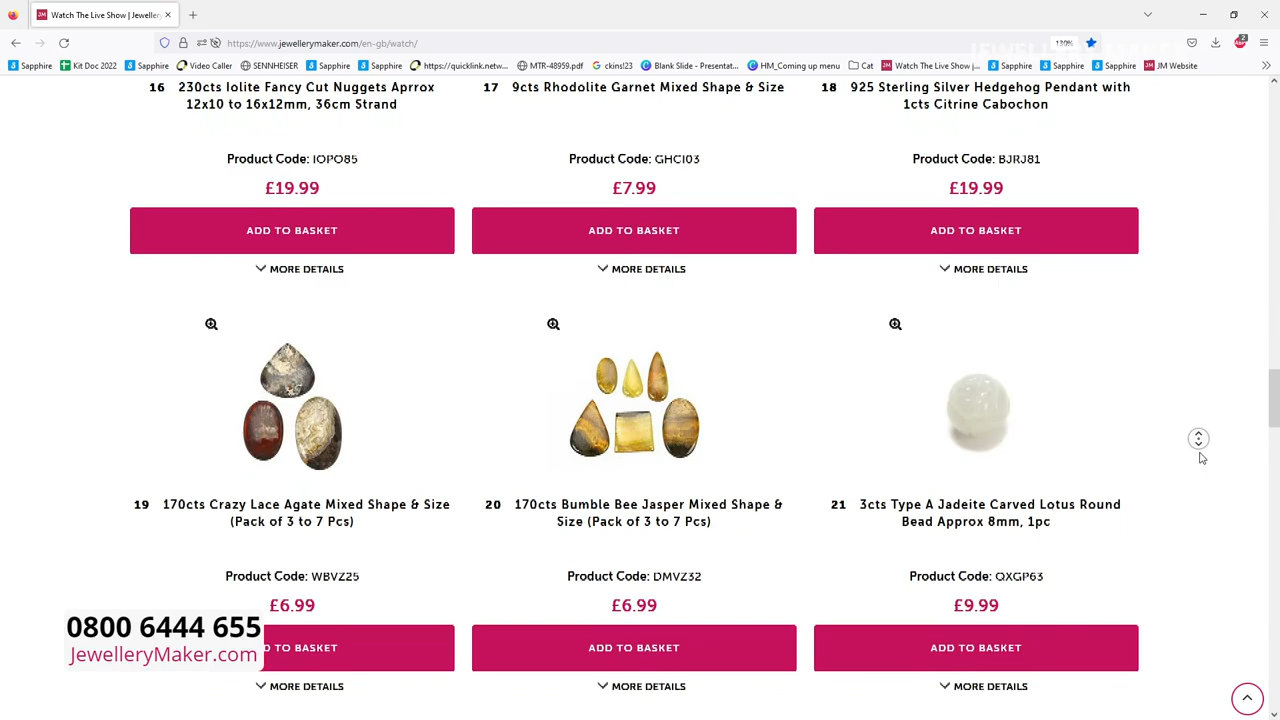 Watch The Live Show | Jeweller
https://www.jewellerymaker.com/en-gb/watch/
130%
2
Sapphire
Kit Doc 2022
Sapphire
Video Caller
SENNHEISER
Sapphire
Sapphire
https://quicklink.netw...
MTR-48959.pdf
ckins!23
Blank Slide - Presentat...
HM_Coming up menu
Cat
Watch The Live Show |...
Sapphire
Sapphire
Sapphire
JM Website
16 230cts Iolite Fancy Cut Nuggets Aprrox
12x10 to 16x12mm, 36cm Strand
Product Code: IOPO85
£19.99
ADD TO BASKET
MORE DETAILS
17 9cts Rhodolite Garnet Mixed Shape & Size
Product Code: GHCI03
£7.99
ADD TO BASKET
MORE DETAILS
18 925 Sterling Silver Hedgehog Pendant with
1cts Citrine Cabochon
Product Code: BJRJ81
£19.99
ADD TO BASKET
MORE DETAILS
19 170cts Crazy Lace Agate Mixed Shape & Size
(Pack of 3 to 7 Pcs)
Product Code: WBVZ25
£6.99
DD TO BASKET
MORE DETAILS
20 170cts Bumble Bee Jasper Mixed Shape &
Size (Pack of 3 to 7 Pcs)
Product Code: DMVZ32
£6.99
ADD TO BASKET
MORE DETAILS
21 3cts Type A Jadeite Carved Lotus Round
Bead Approx 8mm, 1pc
Product Code: QXGP63
£9.99
ADD TO BASKET
MORE DETAILS
0800 6444 655
JewelleryMaker.com